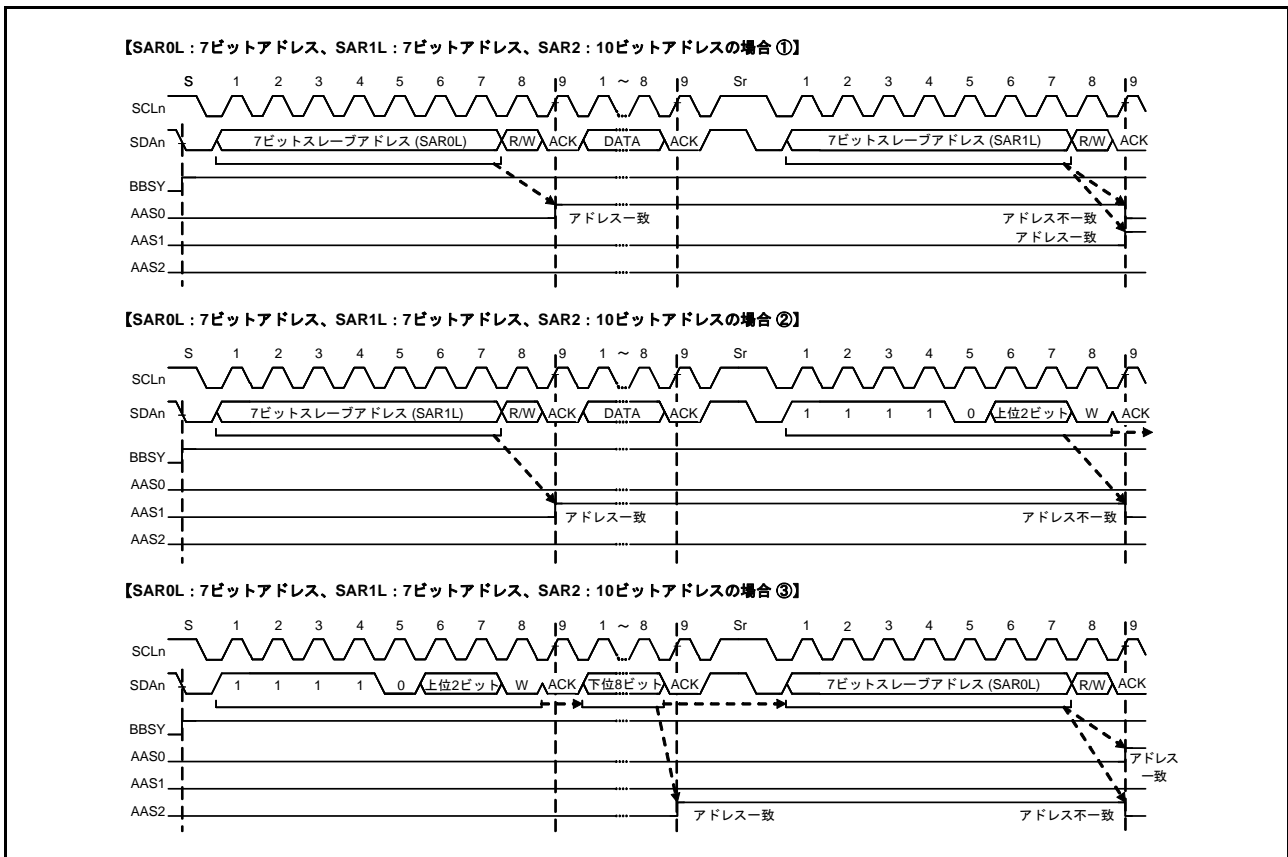 【SAR0L：7ビットアドレス、SAR1L：7ビットアドレス、SAR2：10ビットアドレスの場合 ①】
S 1 2 3 4 5 6 7 8 9 1 ～ 8 9 Sr 1 2 3 4 5 6 7 8 9
SCLn
SDAn 7ビットスレーブアドレス (SAR0L) R/W ACK DATA ACK 7ビットスレーブアドレス (SAR1L) R/W ACK
BBSY
AAS0 アドレス一致 アドレス不一致
AAS1 アドレス一致
AAS2
【SAR0L：7ビットアドレス、SAR1L：7ビットアドレス、SAR2：10ビットアドレスの場合 ②】
S 1 2 3 4 5 6 7 8 9 1 ～ 8 9 Sr 1 2 3 4 5 6 7 8 9
SCLn
SDAn 7ビットスレーブアドレス (SAR1L) R/W ACK DATA ACK 1 1 1 1 0 上位2ビット W ACK
BBSY
AAS0
AAS1 アドレス一致 アドレス不一致
AAS2
【SAR0L：7ビットアドレス、SAR1L：7ビットアドレス、SAR2：10ビットアドレスの場合 ③】
S 1 2 3 4 5 6 7 8 9 1 ～ 8 9 Sr 1 2 3 4 5 6 7 8 9
SCLn
SDAn 1 1 1 1 0 上位2ビット W ACK 下位8ビット ACK 7ビットスレーブアドレス (SAR0L) R/W ACK
BBSY
AAS0 アドレス
一致
AAS1
AAS2 アドレス一致 アドレス不一致